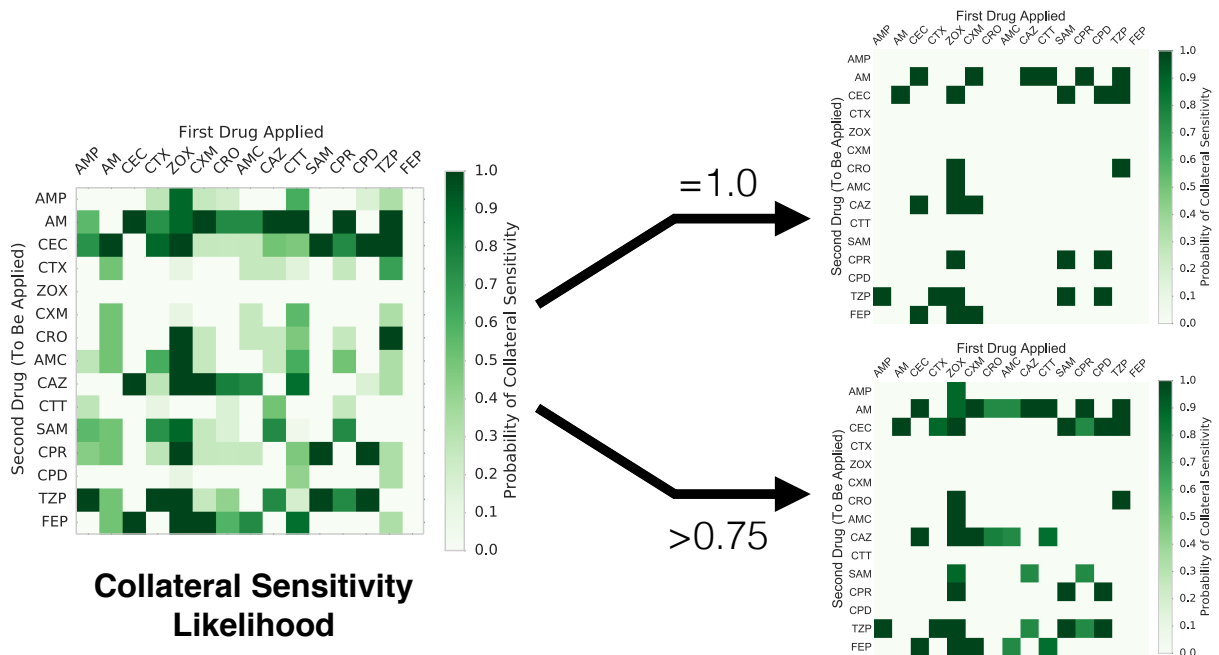 First Drug Applied
AMP AM CEC CTX ZOX CXM CRO AMC CAZ CTT SAM CPR CPD TZP FEP
Second Drug (To Be Applied)
AMP
AM
CEC
CTX
ZOX
CXM
CRO
AMC
CAZ
CTT
SAM
CPR
CPD
TZP
FEP
1.0
0.9
0.8
0.7
0.6
0.5
0.4
0.3
0.2
0.1
0.0
Probability of Collateral Sensitivity
Collateral Sensitivity
Likelihood
=1.0
>0.75
First Drug Applied
AMP AM CEC CTX ZOX CXM CRO AMC CAZ CTT SAM CPR CPD TZP FEP
Second Drug (To Be Applied)
AMP
AM
CEC
CTX
ZOX
CXM
CRO
AMC
CAZ
CTT
SAM
CPR
CPD
TZP
FEP
1.0
0.9
0.8
0.7
0.6
0.5
0.4
0.3
0.2
0.1
0.0
Probability of Collateral Sensitivity
First Drug Applied
AMP AM CEC CTX ZOX CXM CRO AMC CAZ CTT SAM CPR CPD TZP FEP
Second Drug (To Be Applied)
AMP
AM
CEC
CTX
ZOX
CXM
CRO
AMC
CAZ
CTT
SAM
CPR
CPD
TZP
FEP
1.0
0.9
0.8
0.7
0.6
0.5
0.4
0.3
0.2
0.1
0.0
Probability of Collateral Sensitivity